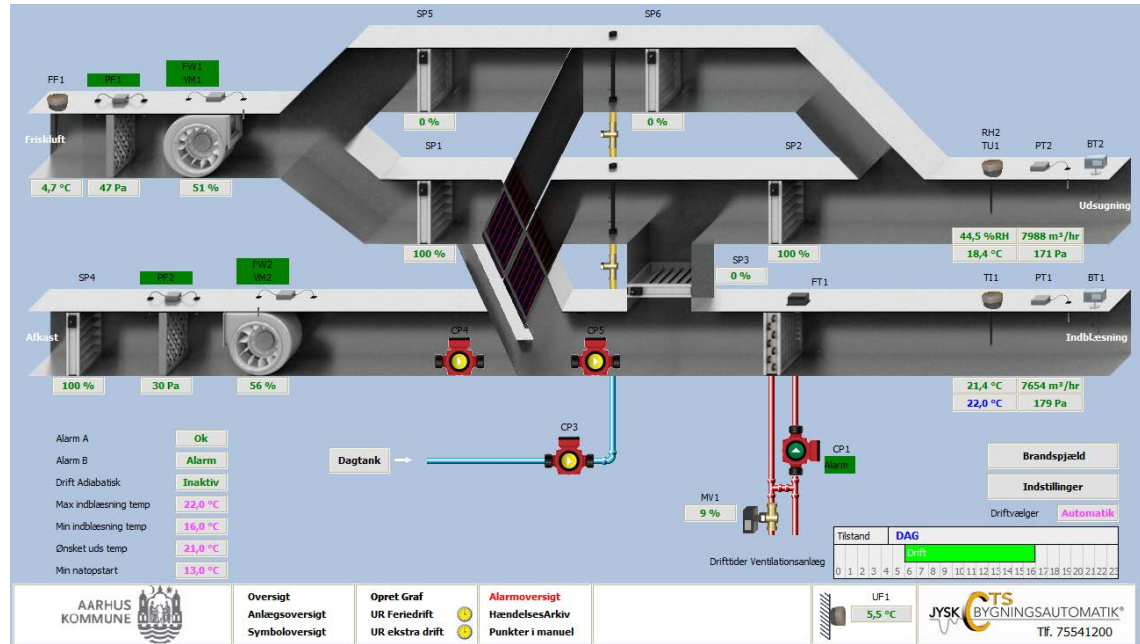 SP5
SP6
FF1
PF1
FW1
VM1
Friskluft
0 %
0 %
SP1
SP2
RH2
TU1
PT2
BT2
4,7 °C
47 Pa
51 %
Udsugning
44,5 %RH
7988 m³/hr
18,4 °C
171 Pa
100 %
100 %
SP3
0 %
SP4
PF2
FW2
VM2
FT1
TI1
PT1
BT1
Afkast
CP4
CP5
Indblæsning
100 %
30 Pa
56 %
21,4 °C
7654 m³/hr
22,0 °C
179 Pa
Alarm A
Ok
Alarm B
Alarm
Drift Adiabatisk
Inaktiv
Max indblæsning temp
22,0 °C
Min indblæsning temp
16,0 °C
Ønsket uds temp
21,0 °C
Min natopstart
13,0 °C
Dagtank
CP3
CP1
Alarm
MV1
9 %
Brandspjæld
Indstillinger
Driftvælger
Automatik
Tilstand
DAG
Drift
Drifttider Ventilationsanlæg
0 1 2 3 4 5 6 7 8 9 10 11 12 13 14 15 16 17 18 19 20 21 22 23
AARHUS
KOMMUNE
Oversigt
Anlægsoversigt
Symboloversigt
Opret Graf
UR Feriedrift
UR ekstra drift
Alarmoversigt
HændelsesArkiv
Punkter i manuel
UF1
5,5 °C
JYSK CTS BYGNINGSAUTOMATIK®
Tlf. 75541200